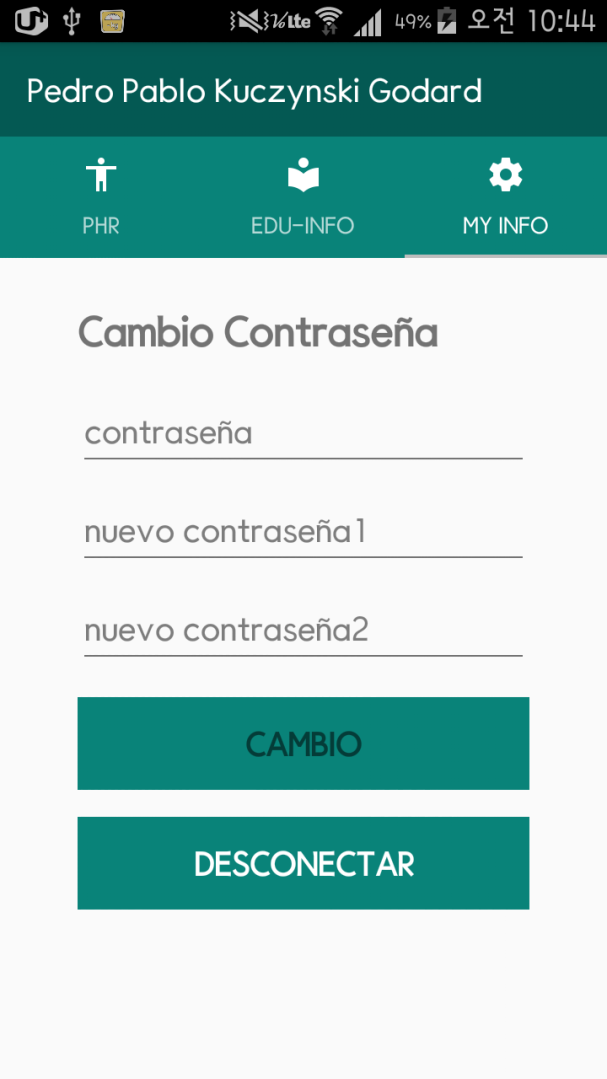 49% 오전 10:44
Pedro Pablo Kuczynski Godard
PHR EDU-INFO MY INFO
Cambio Contraseña
contraseña
nuevo contraseña1
nuevo contraseña2
CAMBIO
DESCONECTAR